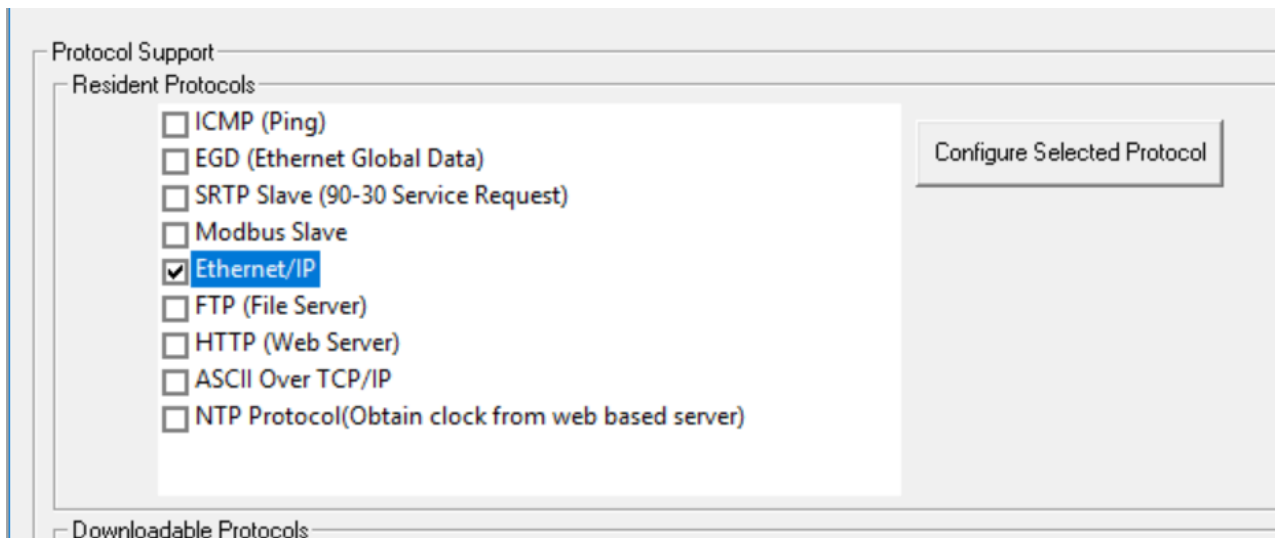 Protocol Support
Resident Protocols
ICMP (Ping)
EGD (Ethernet Global Data)
SRTP Slave (90-30 Service Request)
Modbus Slave
Ethernet/IP
FTP (File Server)
HTTP (Web Server)
ASCII Over TCP/IP
NTP Protocol(Obtain clock from web based server)
Configure Selected Protocol
Downloadable Protocols